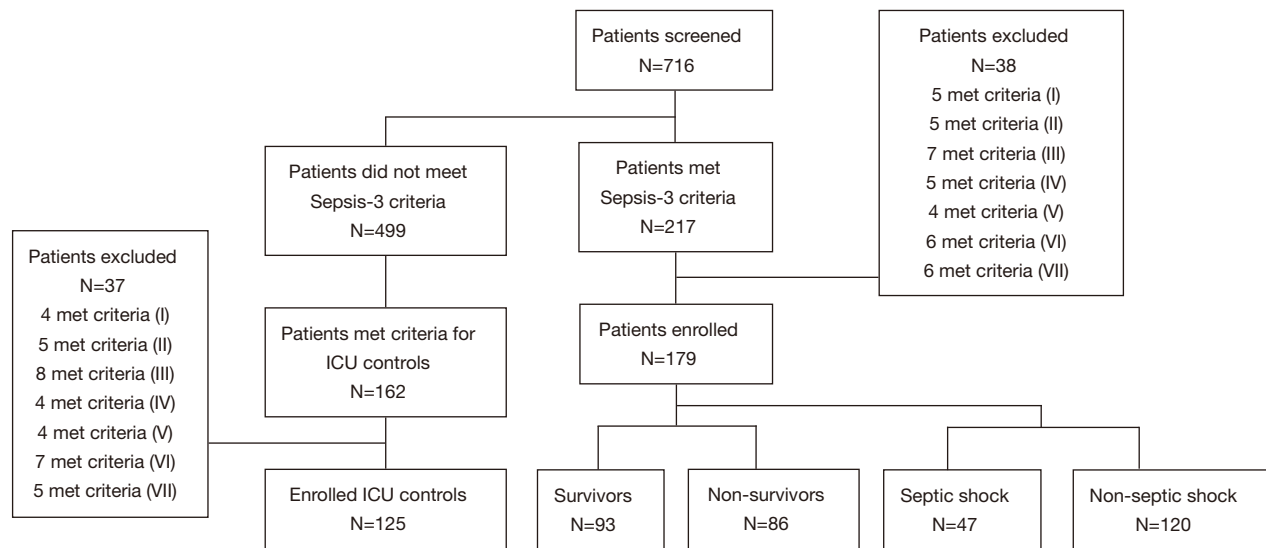 Patients screened
N=716
Patients excluded
N=38
5 met criteria (I)
5 met criteria (II)
7 met criteria (III)
5 met criteria (IV)
4 met criteria (V)
6 met criteria (VI)
6 met criteria (VII)
Patients did not meet
Sepsis-3 criteria
N=499
Patients met
Sepsis-3 criteria
N=217
Patients excluded
N=37
4 met criteria (I)
5 met criteria (II)
8 met criteria (III)
4 met criteria (IV)
4 met criteria (V)
7 met criteria (VI)
5 met criteria (VII)
Patients met criteria for
ICU controls
N=162
Patients enrolled
N=179
Enrolled ICU controls
N=125
Survivors
N=93
Non-survivors
N=86
Septic shock
N=47
Non-septic shock
N=120